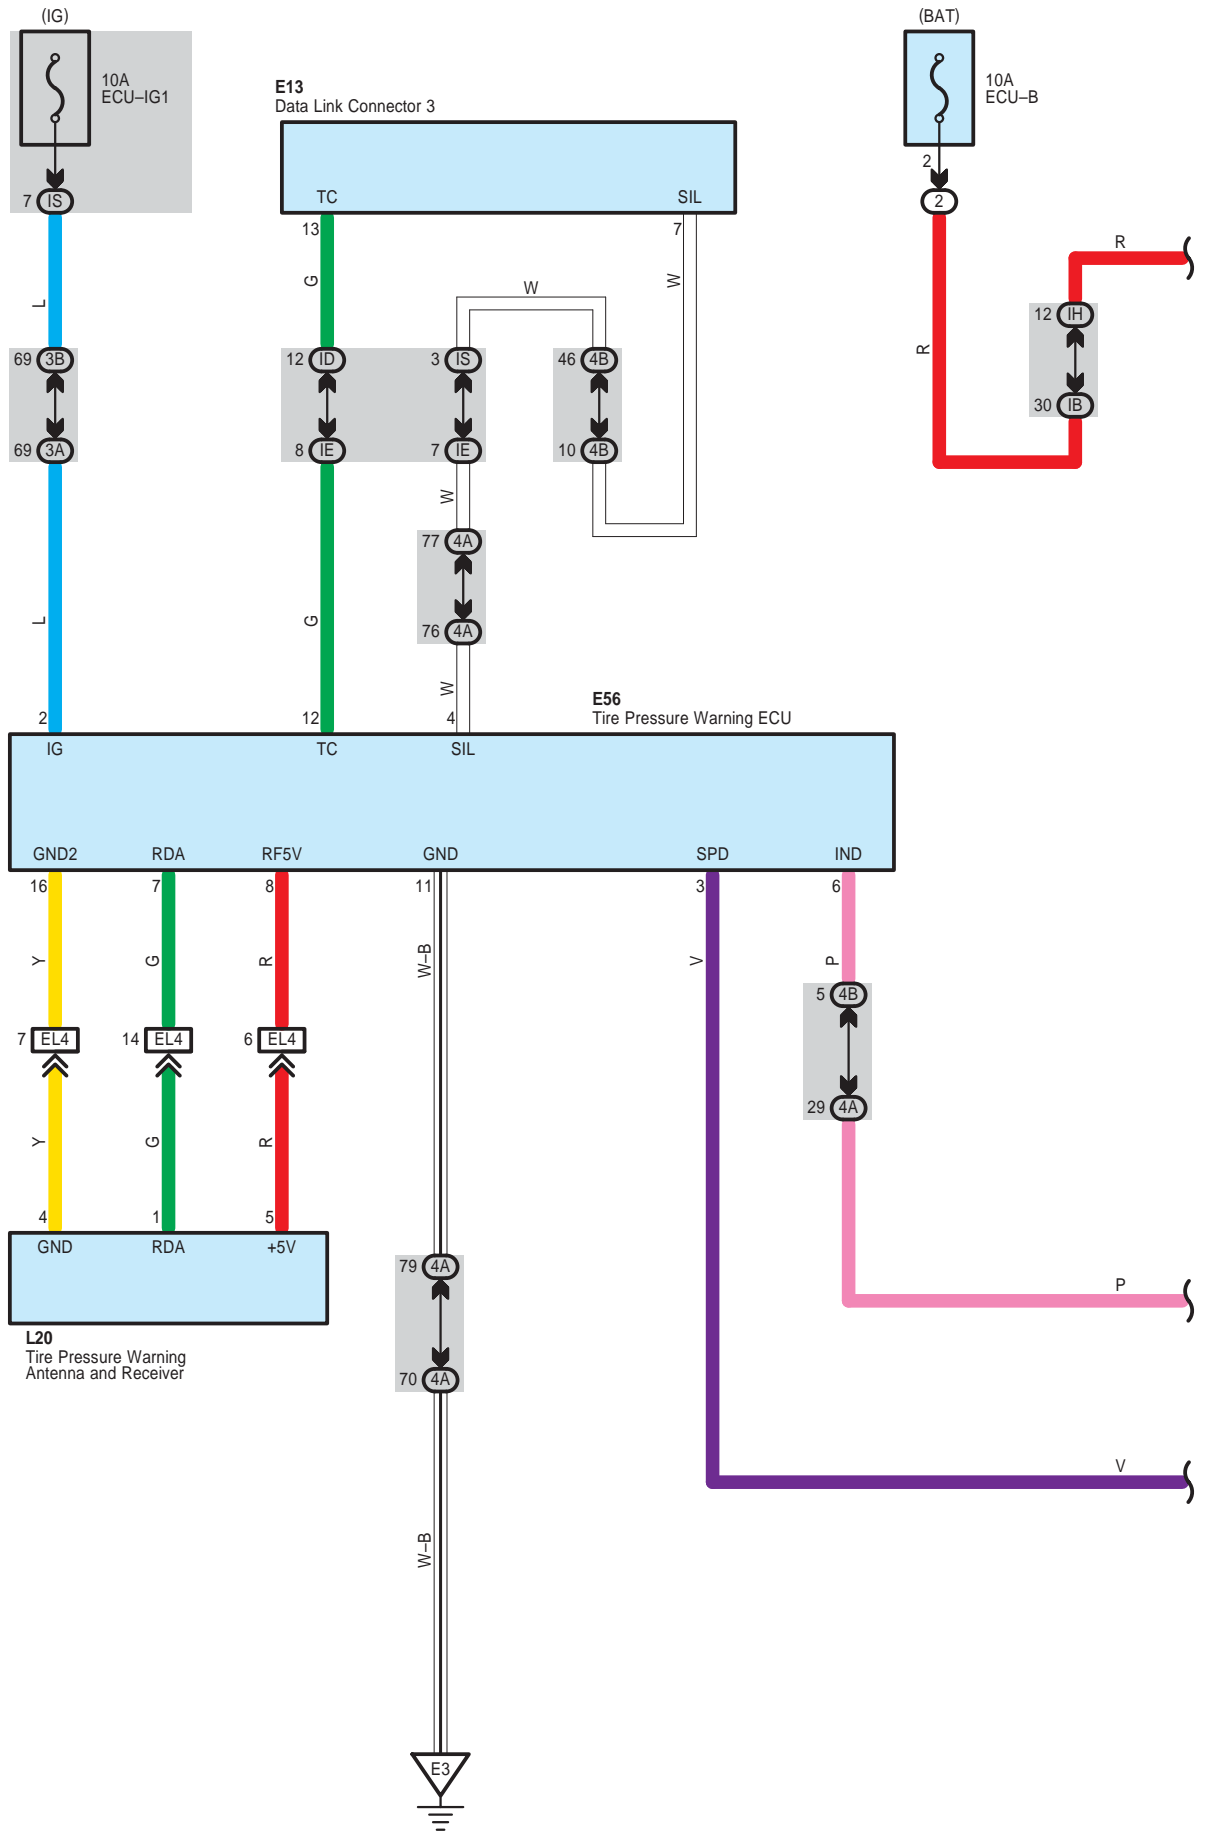 (IG)
(BAT)
10A
ECU–IG1
E13
Data Link Connector 3
10A
ECU–B
2
7 IS
TC
SIL
2
13
7
R
L
G
W
W
12 IH
R
69 3B
12 ID
3 IS
46 4B
30 IB
69 3A
8 IE
7 IE
10 4B
W
77 4A
L
G
76 4A
W
E56
Tire Pressure Warning ECU
2
12
4
IG
TC
SIL
GND2
RDA
RF5V
GND
SPD
IND
16
7
8
11
3
6
Y
G
R
W–B
V
P
5 4B
7 EL4
14 EL4
6 EL4
29 4A
Y
G
R
4
1
5
GND
RDA
+5V
79 4A
P
L20
Tire Pressure Warning
Antenna and Receiver
70 4A
V
W–B
E3